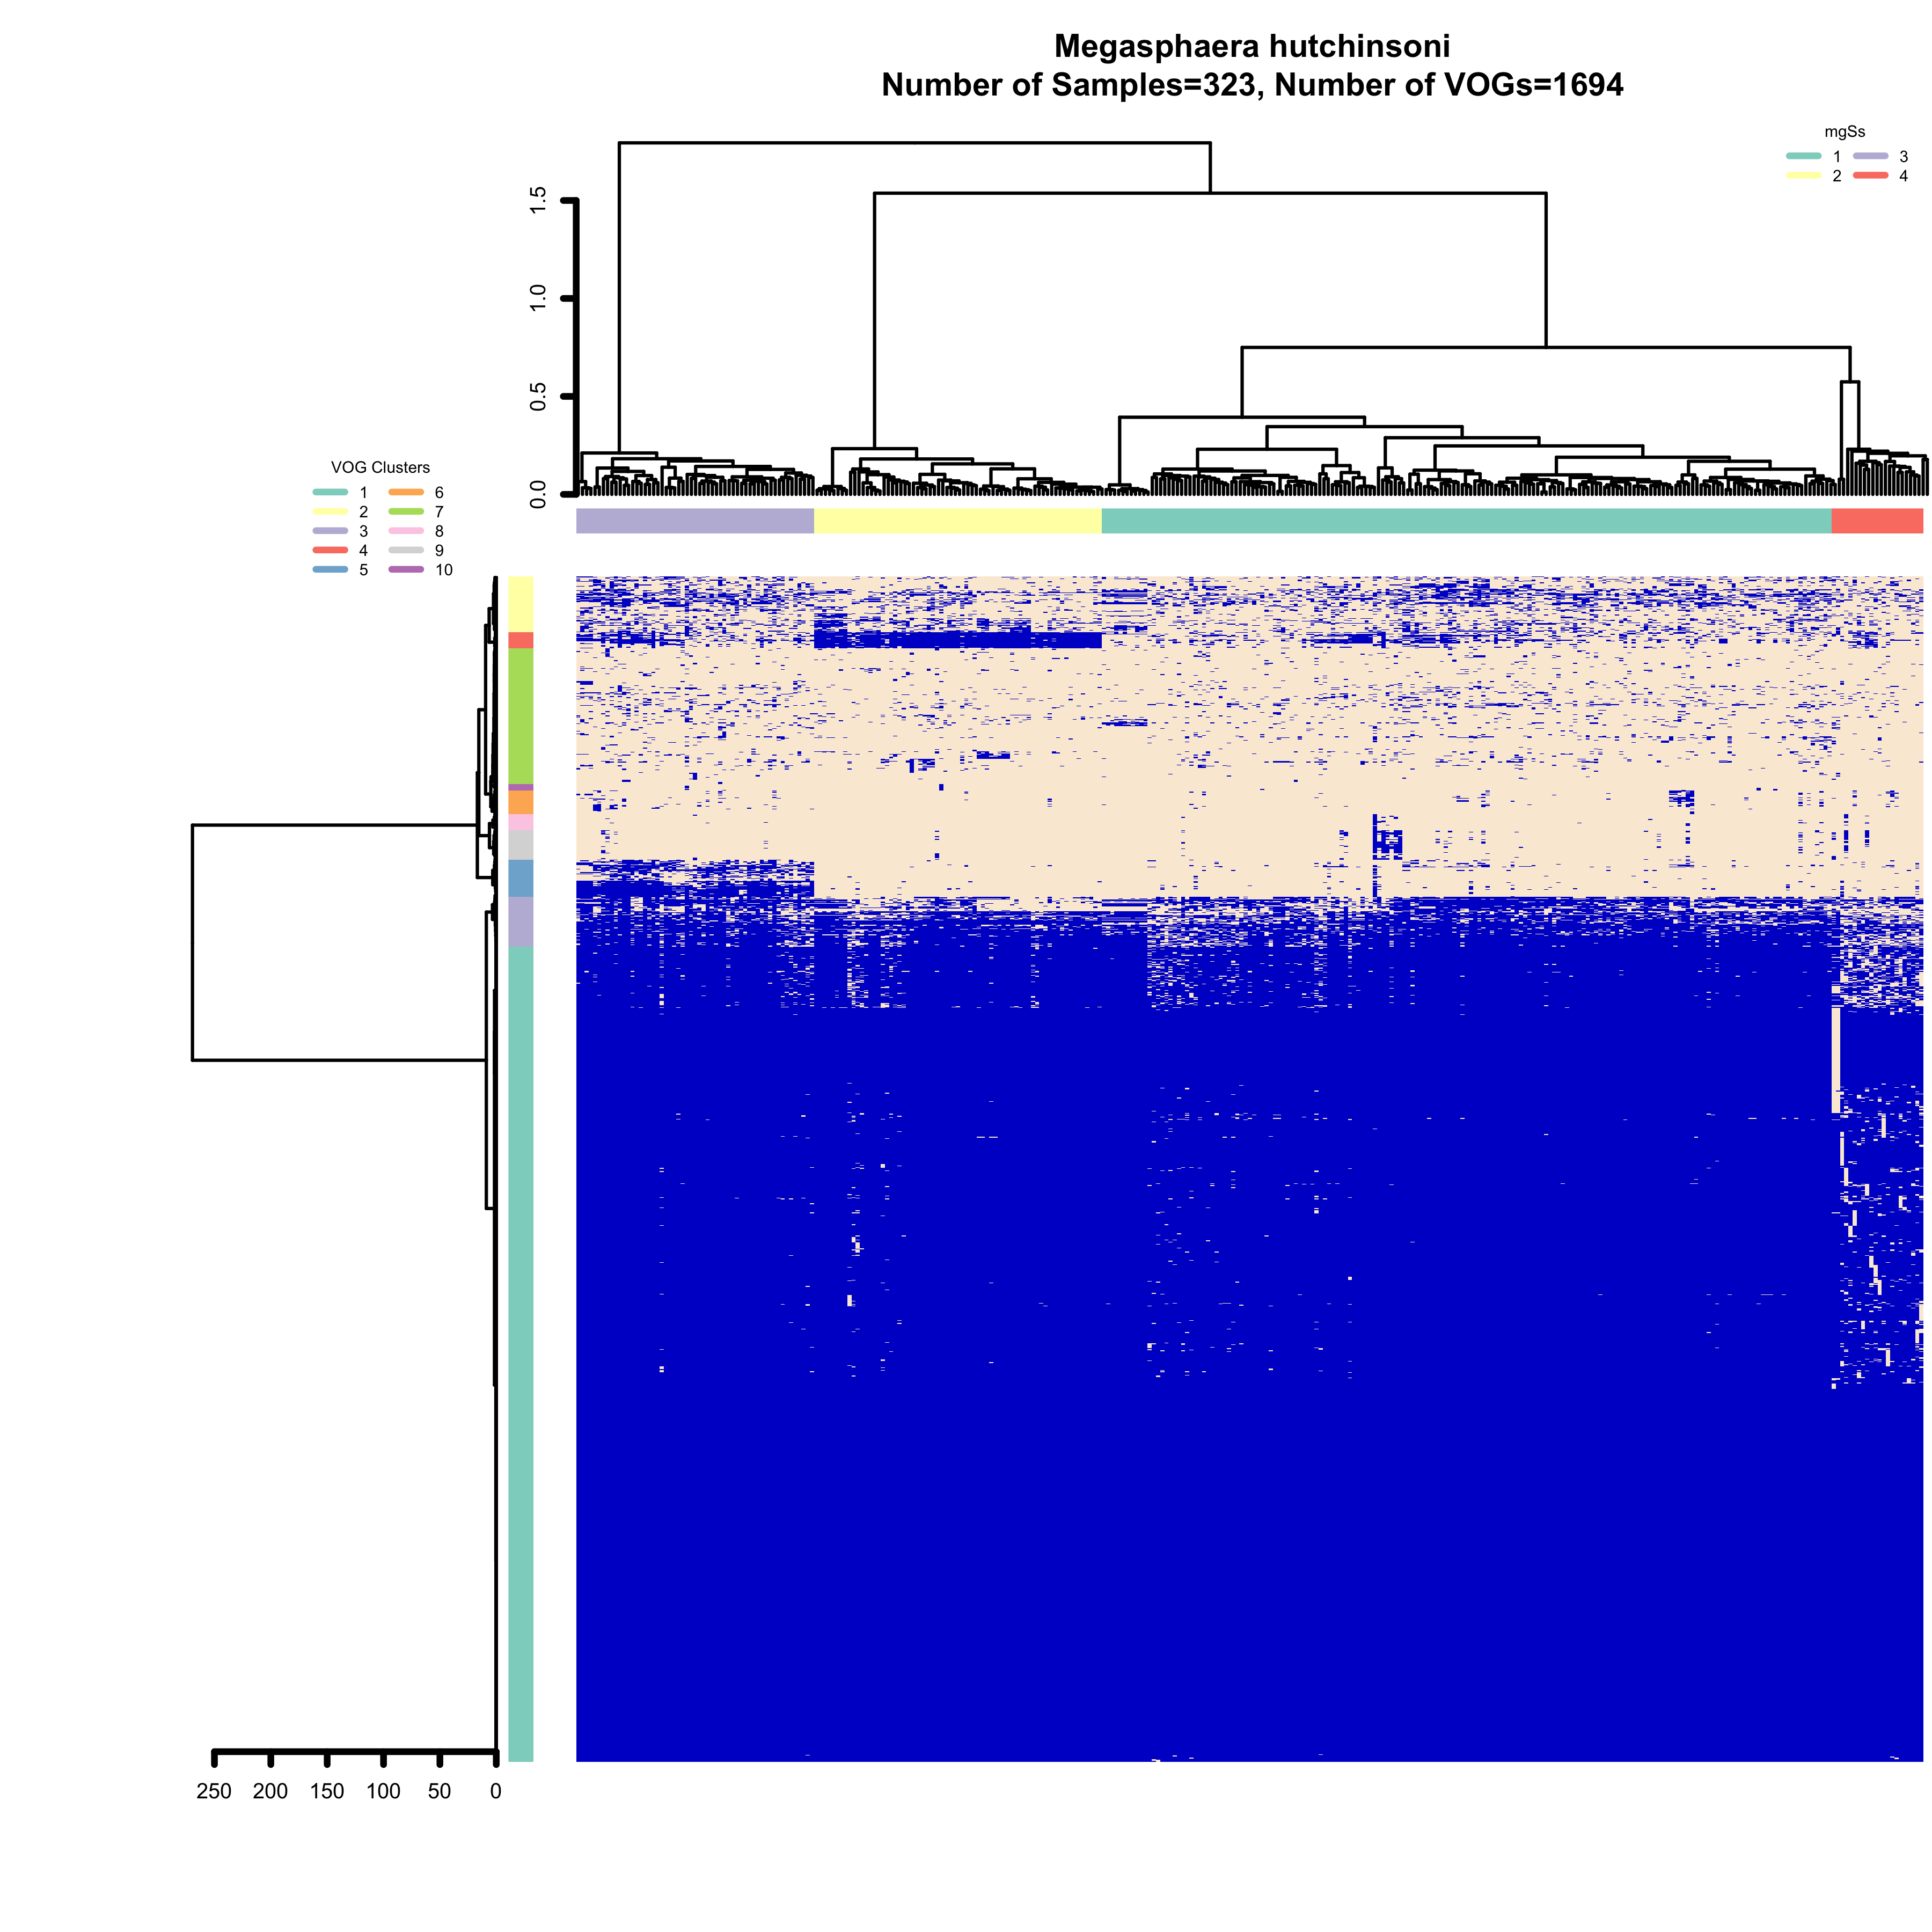 Megasphaera hutchinsoni
Number of Samples=323, Number of VOGs=1694
mgSs
1 3
2 4
1.5
1.0
0.5
0.0
VOG Clusters
1 6
2 7
3 8
4 9
5 10
250 200 150 100 50 0